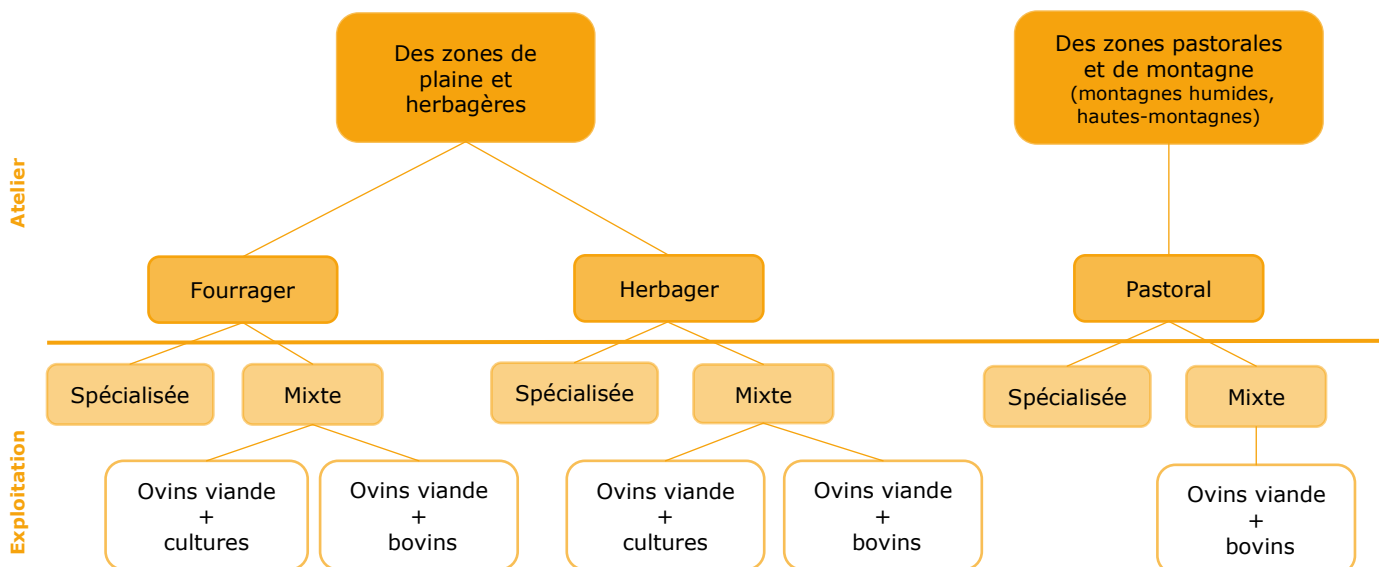 Des zones de
plaine et
herbagères
Des zones pastorales
et de montagne
(montagnes humides,
hautes-montagnes)
Atelier
Fourrager
Herbager
Pastoral
Exploitation
Spécialisée
Mixte
Spécialisée
Mixte
Spécialisée
Mixte
Ovins viande
+
cultures
Ovins viande
+
bovins
Ovins viande
+
cultures
Ovins viande
+
bovins
Ovins viande
+
bovins